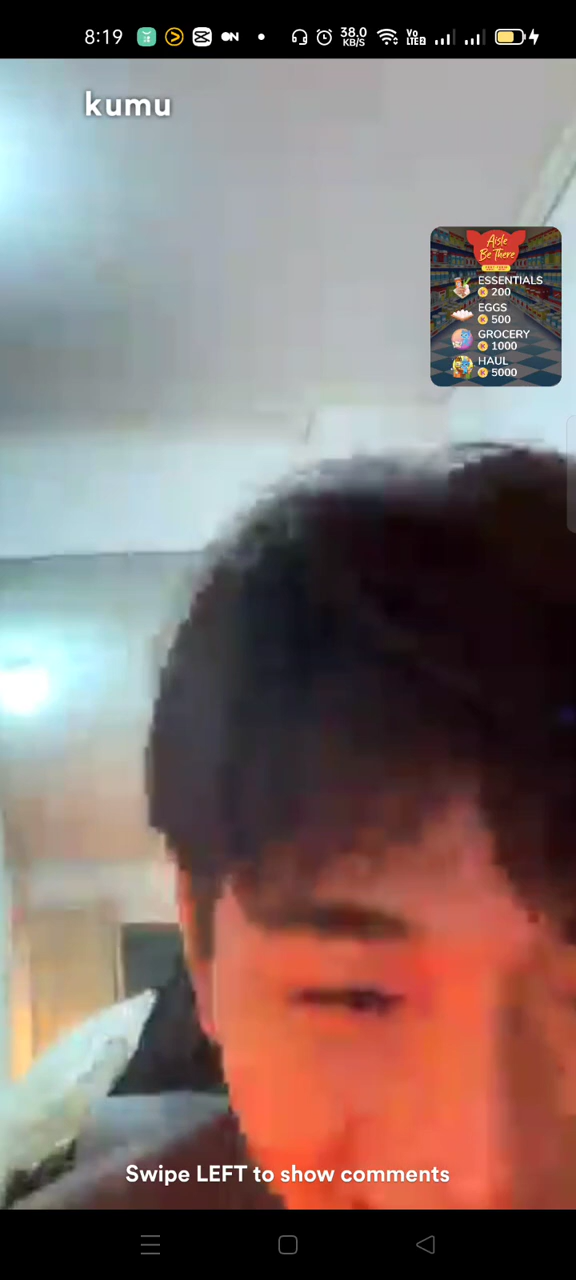 8:19
ON
38.0
KB/S
Vo
LTE2
kumu
Aisle
Be There
ESSENTIALS
200
EGGS
500
GROCERY
1000
HAUL
5000
Swipe LEFT to show comments